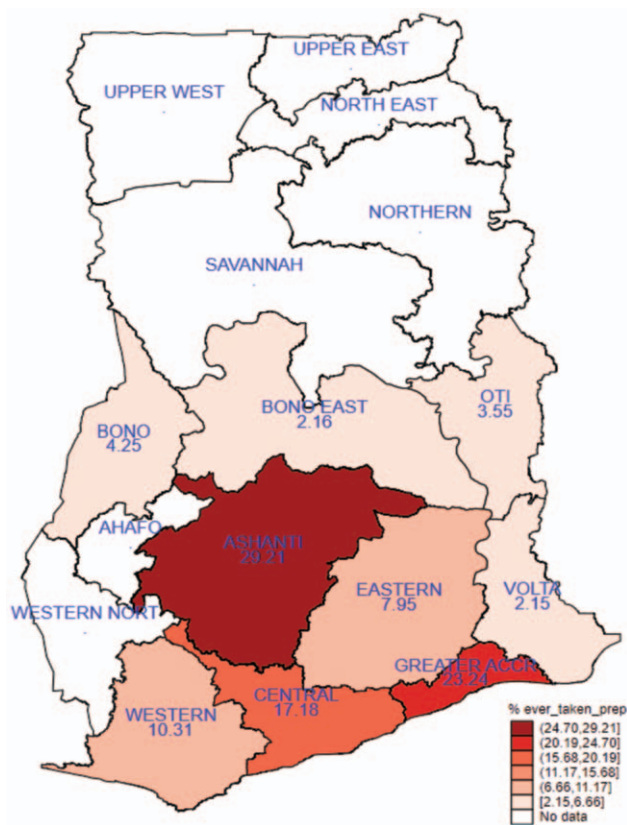 UPPER EAST
UPPER WEST
NORTH EAST
NORTHERN
SAVANNAH
OTI
3.55
BONO EAST
2.16
BONO
4.25
AHAFO
ASHANTI
29.21
EASTERN
7.95
VOLTA
2.15
WESTERN NORT
GREATER ACCR
23.24
CENTRAL
17.18
WESTERN
10.31
% ever_taken_prep
(24.70,29.21]
(20.19,24.70]
(15.68,20.19]
(11.17,15.68]
(6.66,11.17]
[2.15,6.66]
No data